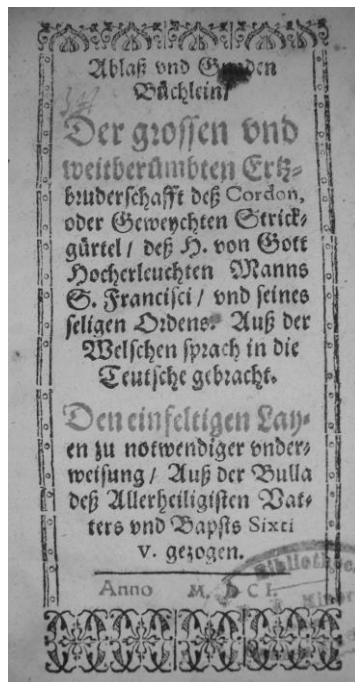 Ablaß vnd Gnaden
Büchlein/
Der grossen vnd
weitberümbten Ertz-
bruderschafft deß Cordon,
oder Geweychten Strick-
gürtel / deß H. von Gott
Hocherleuchten Manns
S. Francisci / vnd seines
seligen Ordens. Auß der
Welschen sprach in die
Teutsche gebracht.
Den einfeltigen Lay-
en zu notwendiger vnder-
weisung / Auß der Bulla
deß Allerheiligisten Vat-
ters vnd Bapsts Sixti
V. gezogen.
Anno M. DCI.
Bibliothec